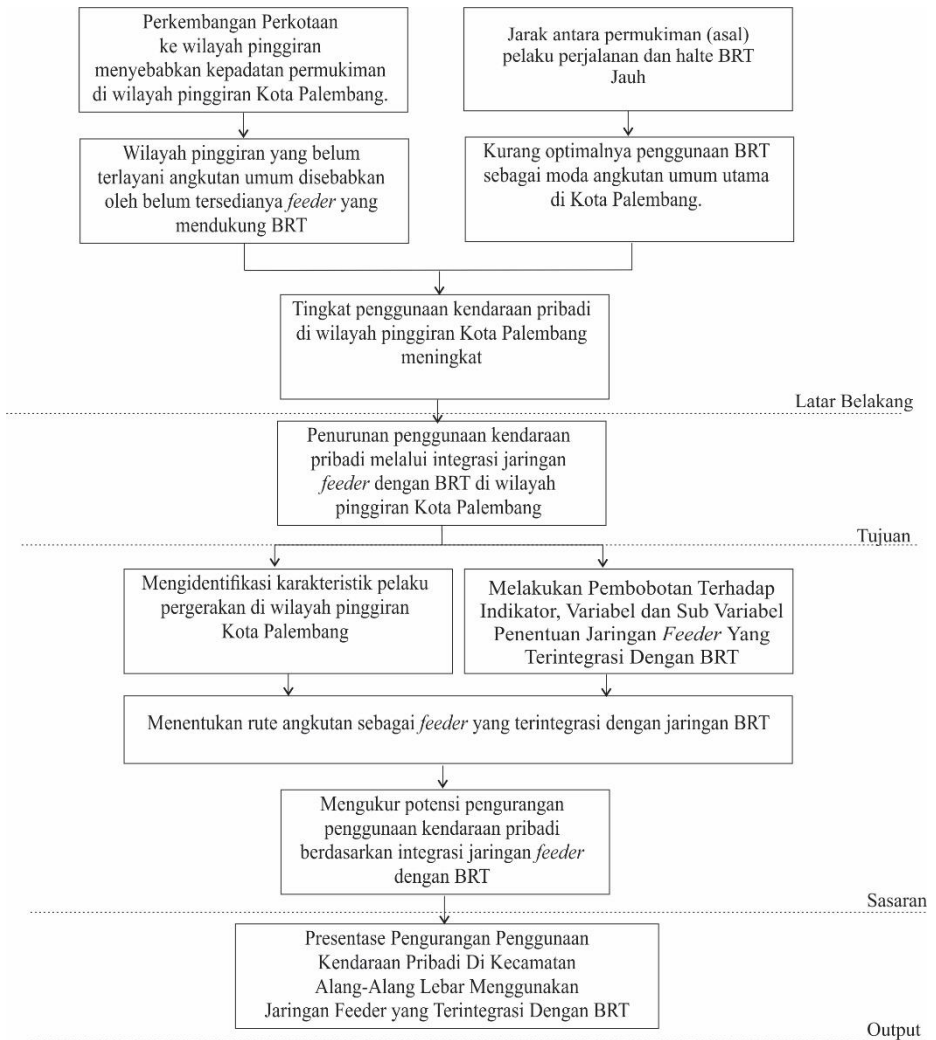 Perkembangan Perkotaan
ke wilayah pinggiran
menyebabkan kepadatan permukiman
di wilayah pinggiran Kota Palembang.
Jarak antara permukiman (asal)
pelaku perjalanan dan halte BRT
Jauh
Wilayah pinggiran yang belum
terlayani angkutan umum disebabkan
oleh belum tersedianya feeder yang
mendukung BRT
Kurang optimalnya penggunaan BRT
sebagai moda angkutan umum utama
di Kota Palembang.
Tingkat penggunaan kendaraan pribadi
di wilayah pinggiran Kota Palembang
meningkat
Latar Belakang
Penurunan penggunaan kendaraan
pribadi melalui integrasi jaringan
feeder dengan BRT di wilayah
pinggiran Kota Palembang
Tujuan
Mengidentifikasi karakteristik pelaku
pergerakan di wilayah pinggiran
Kota Palembang
Melakukan Pembobotan Terhadap
Indikator, Variabel dan Sub Variabel
Penentuan Jaringan Feeder Yang
Terintegrasi Dengan BRT
Menentukan rute angkutan sebagai feeder yang terintegrasi dengan jaringan BRT
Mengukur potensi pengurangan
penggunaan kendaraan pribadi
berdasarkan integrasi jaringan feeder
dengan BRT
Sasaran
Presentase Pengurangan Penggunaan
Kendaraan Pribadi Di Kecamatan
Alang-Alang Lebar Menggunakan
Jaringan Feeder yang Terintegrasi Dengan BRT
Output